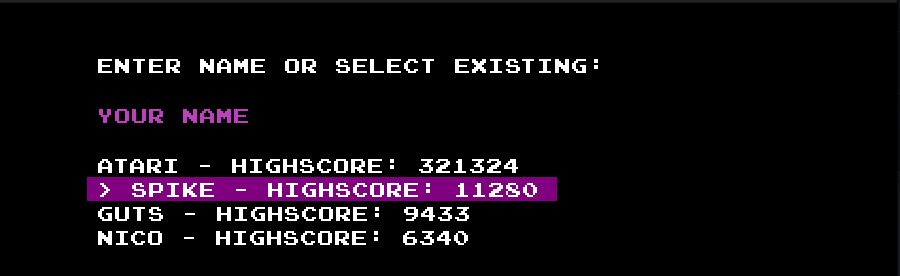 ENTER NAME OR SELECT EXISTING:
YOUR NAME
ATARI - HIGHSCORE: 321324
> SPIKE - HIGHSCORE: 11280
GUTS - HIGHSCORE: 9433
NICO - HIGHSCORE: 6340